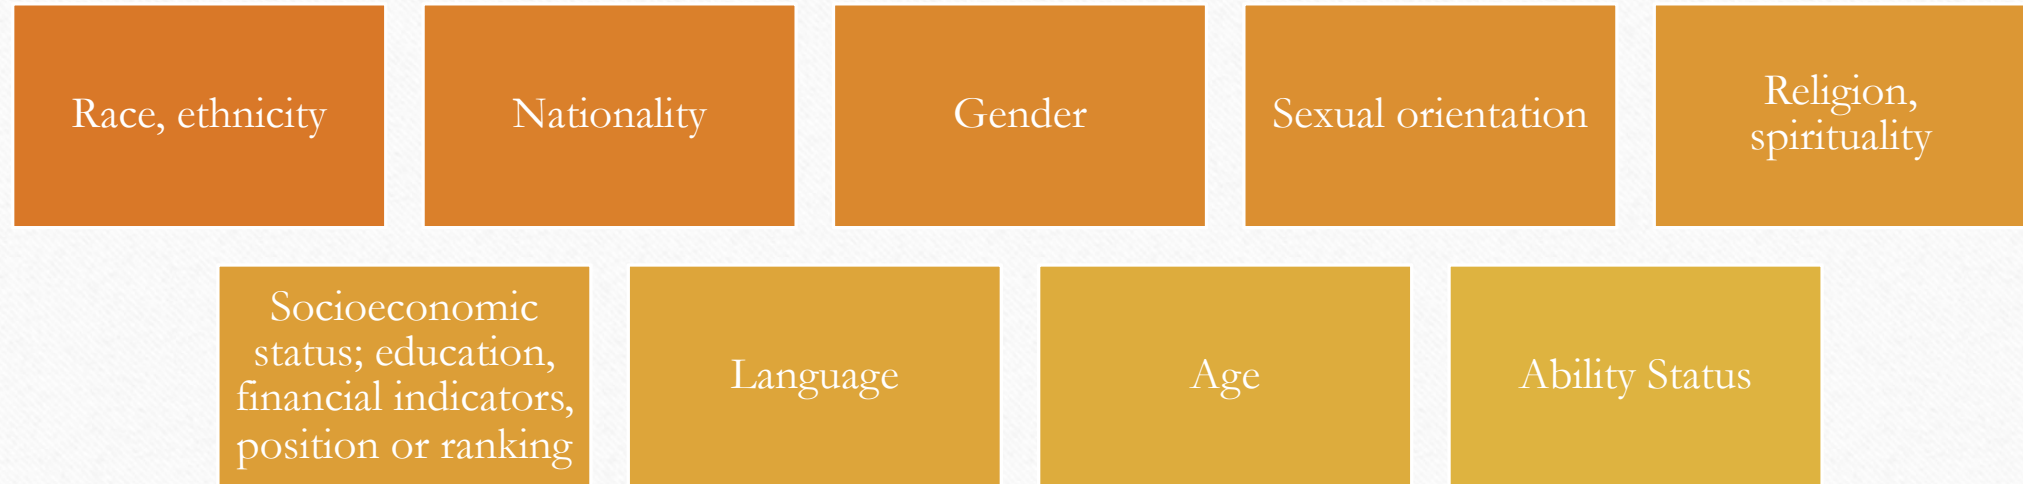 Race, ethnicity
Nationality
Gender
Sexual orientation
Religion,
spirituality
Socioeconomic
status; education,
financial indicators,
position or ranking
Language
Age
Ability Status